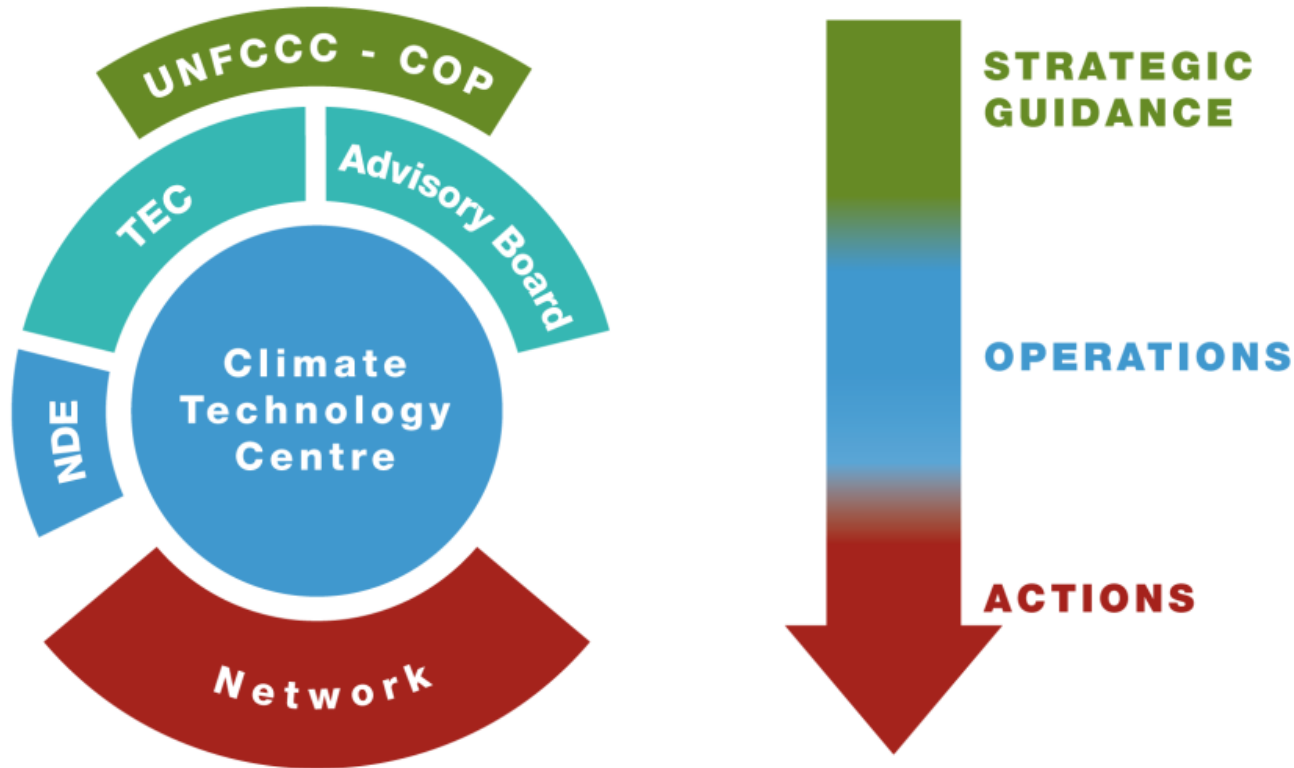 UNFCCC - COP
TEC
Advisory Board
NDE
Climate
Technology
Centre
Network
STRATEGIC
GUIDANCE
OPERATIONS
ACTIONS